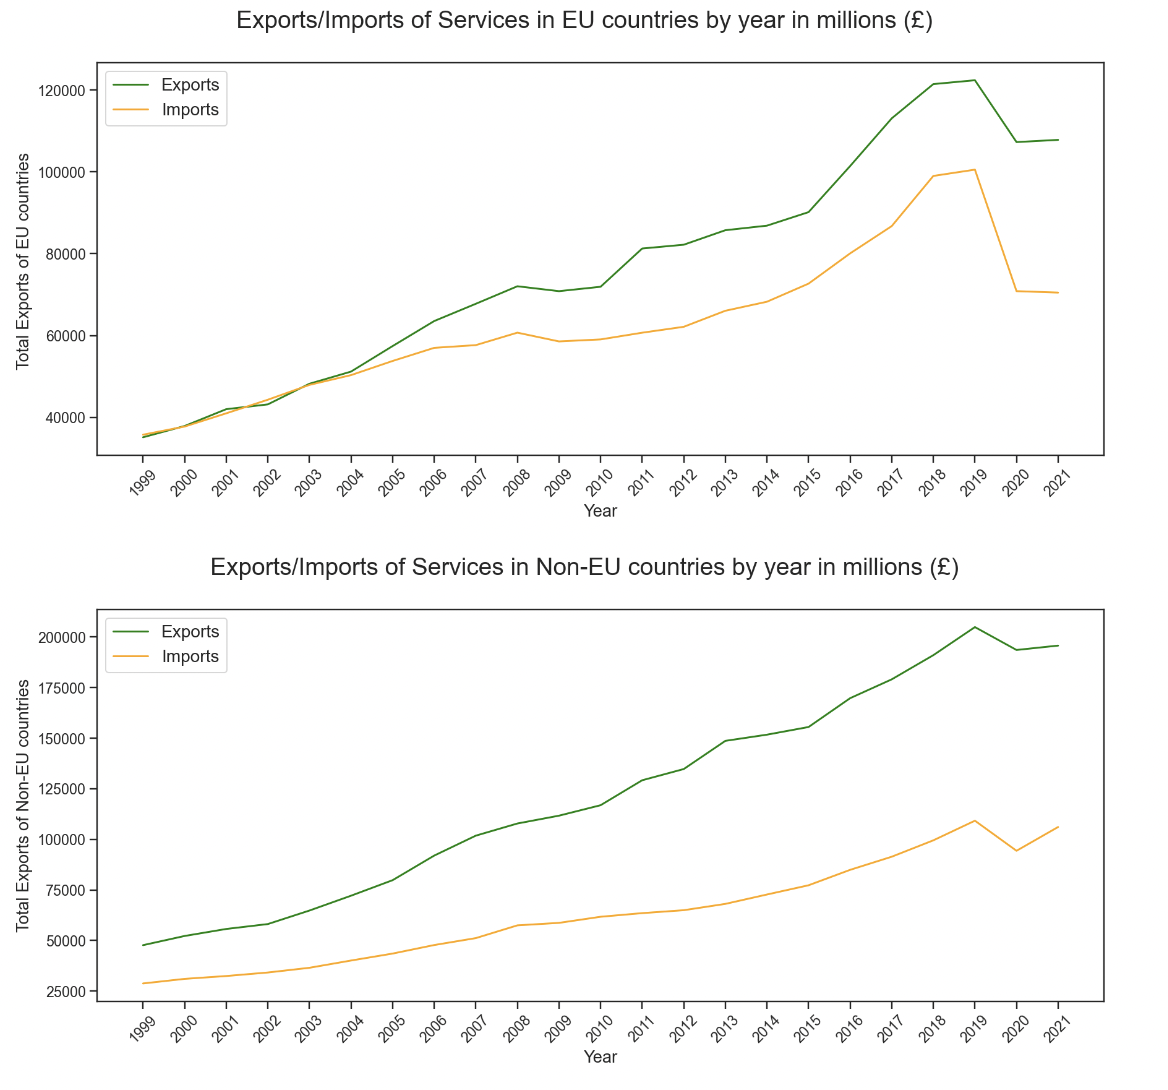 Exports/Imports of Services in EU countries by year in millions (£)
Exports
Imports
Total Exports of EU countries
120000
100000
80000
60000
40000
1999 2000 2001 2002 2003 2004 2005 2006 2007 2008 2009 2010 2011 2012 2013 2014 2015 2016 2017 2018 2019 2020 2021
Year
Exports/Imports of Services in Non-EU countries by year in millions (£)
Exports
Imports
Total Exports of Non-EU countries
200000
175000
150000
125000
100000
75000
50000
25000
1999 2000 2001 2002 2003 2004 2005 2006 2007 2008 2009 2010 2011 2012 2013 2014 2015 2016 2017 2018 2019 2020 2021
Year